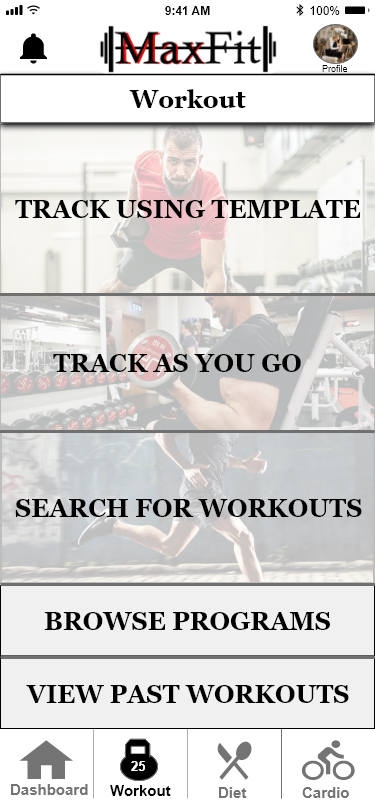 9:41 AM
100%
MaxFit
Profile
Workout
TRACK USING TEMPLATE
TRACK AS YOU GO
SEARCH FOR WORKOUTS
BROWSE PROGRAMS
VIEW PAST WORKOUTS
25
Dashboard
Workout
Diet
Cardio